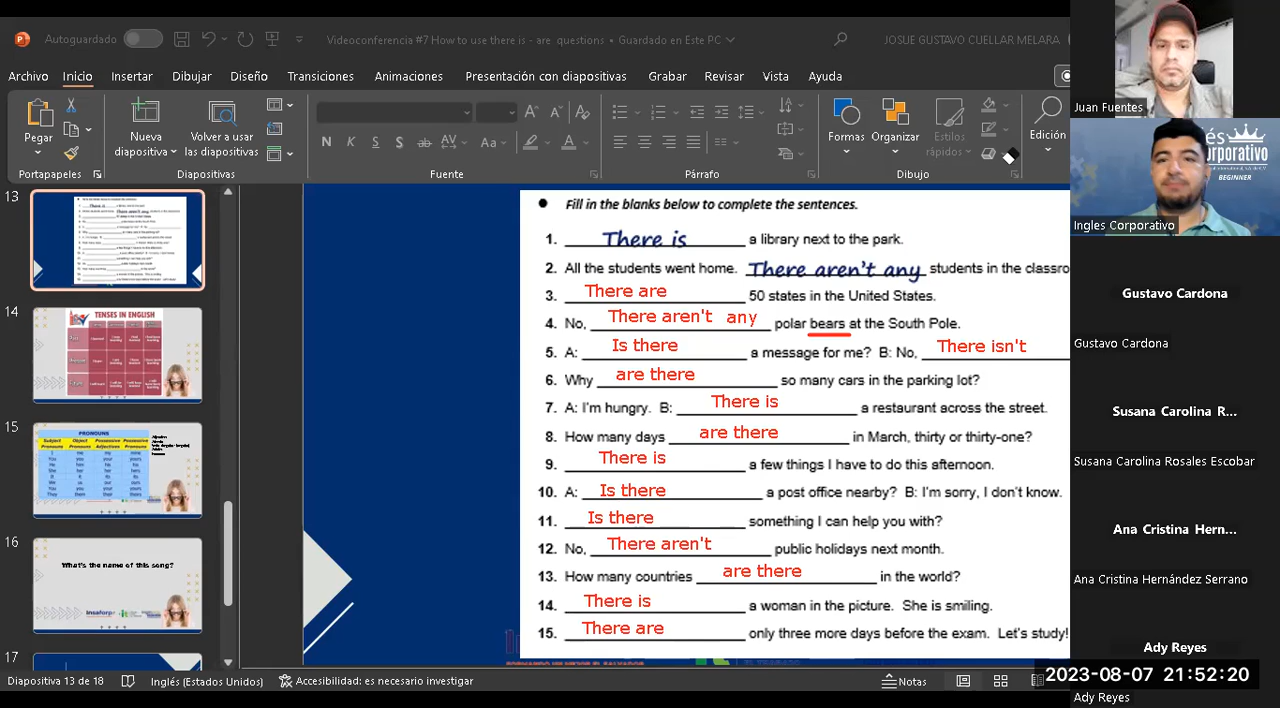 Autoguardado
Videoconferencia #7 How to use there is - are questions • Guardado en Este PC
JOSUE GUSTAVO CUELLAR MELARA
Archivo Inicio Insertar Dibujar Diseño Transiciones Animaciones Presentación con diapositivas Grabar Revisar Vista Ayuda
Pegar
Nueva diapositiva
Volver a usar las diapositivas
Formas
Organizar
Estilos rápidos
Edición
Portapapeles Diapositivas Fuente Párrafo Dibujo
Juan Fuentes
és
orporativo
BEGINNER
Ingles Corporativo
Gustavo Cardona
Gustavo Cardona
Susana Carolina R...
Susana Carolina Rosales Escobar
Ana Cristina Hern...
Ana Cristina Hernández Serrano
Ady Reyes
Ady Reyes
13
14
TENSES IN ENGLISH
15
PRONOUNS
16
What's the name of this song?
17
Fill in the blanks below to complete the sentences.
1. There is a library next to the park.
2. All the students went home. There aren't any students in the classro
3. There are 50 states in the United States.
4. No, There aren't any polar bears at the South Pole.
5. A: Is there a message for me? B: No, There isn't
6. Why are there so many cars in the parking lot?
7. A: I'm hungry. B: There is a restaurant across the street.
8. How many days are there in March, thirty or thirty-one?
9. There is a few things I have to do this afternoon.
10. A: Is there a post office nearby? B: I'm sorry, I don't know.
11. Is there something I can help you with?
12. No, There aren't public holidays next month.
13. How many countries are there in the world?
14. There is a woman in the picture. She is smiling.
15. There are only three more days before the exam. Let's study!
Diapositiva 13 de 18
Inglés (Estados Unidos)
Accesibilidad: es necesario investigar
Notas
2023-08-07 21:52:20